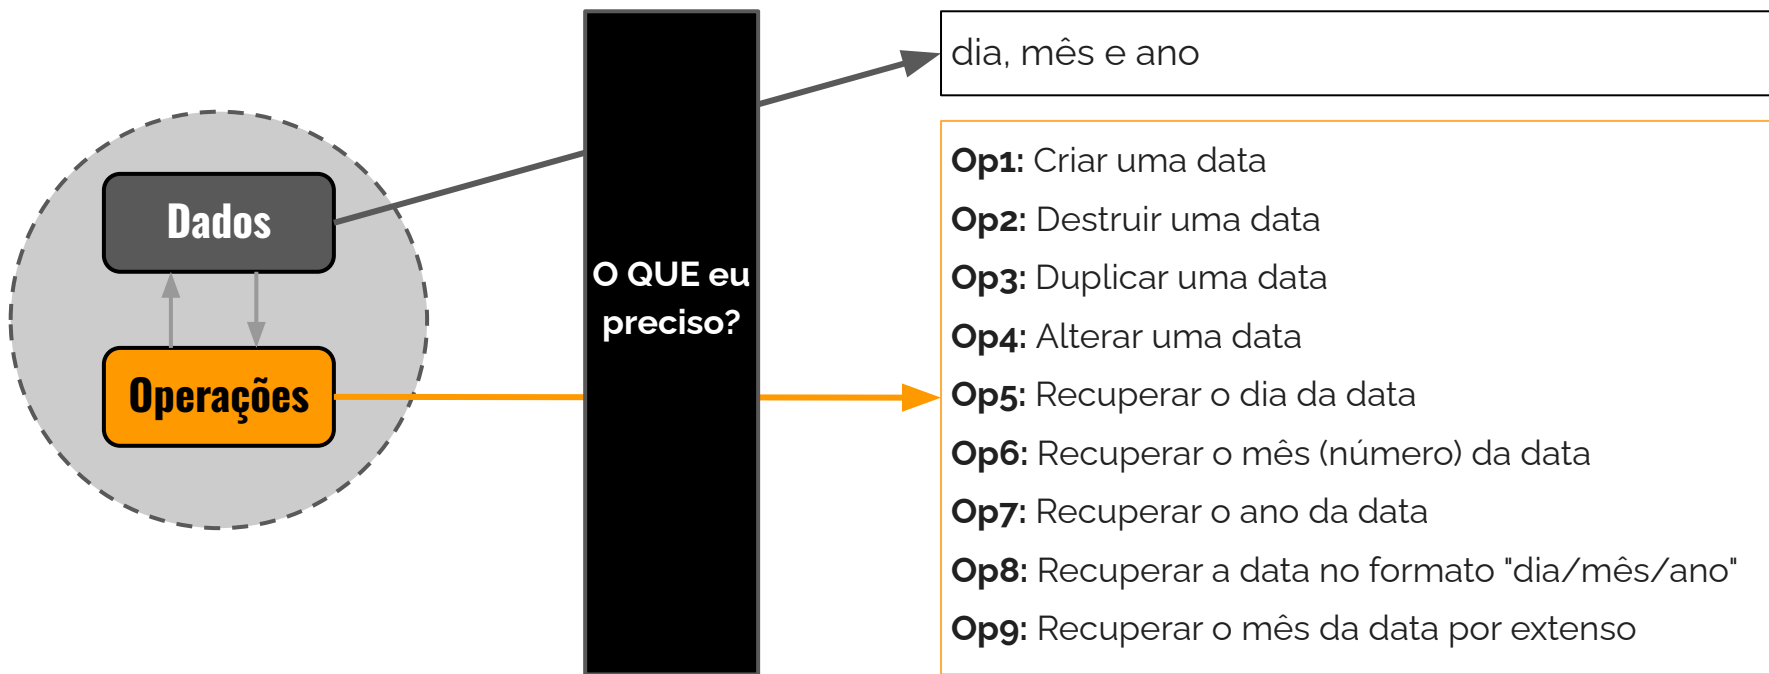 Dados
Operações
O QUE eu
preciso?
dia, mês e ano
Op1: Criar uma data
Op2: Destruir uma data
Op3: Duplicar uma data
Op4: Alterar uma data
Op5: Recuperar o dia da data
Op6: Recuperar o mês (número) da data
Op7: Recuperar o ano da data
Op8: Recuperar a data no formato "dia/mês/ano"
Op9: Recuperar o mês da data por extenso